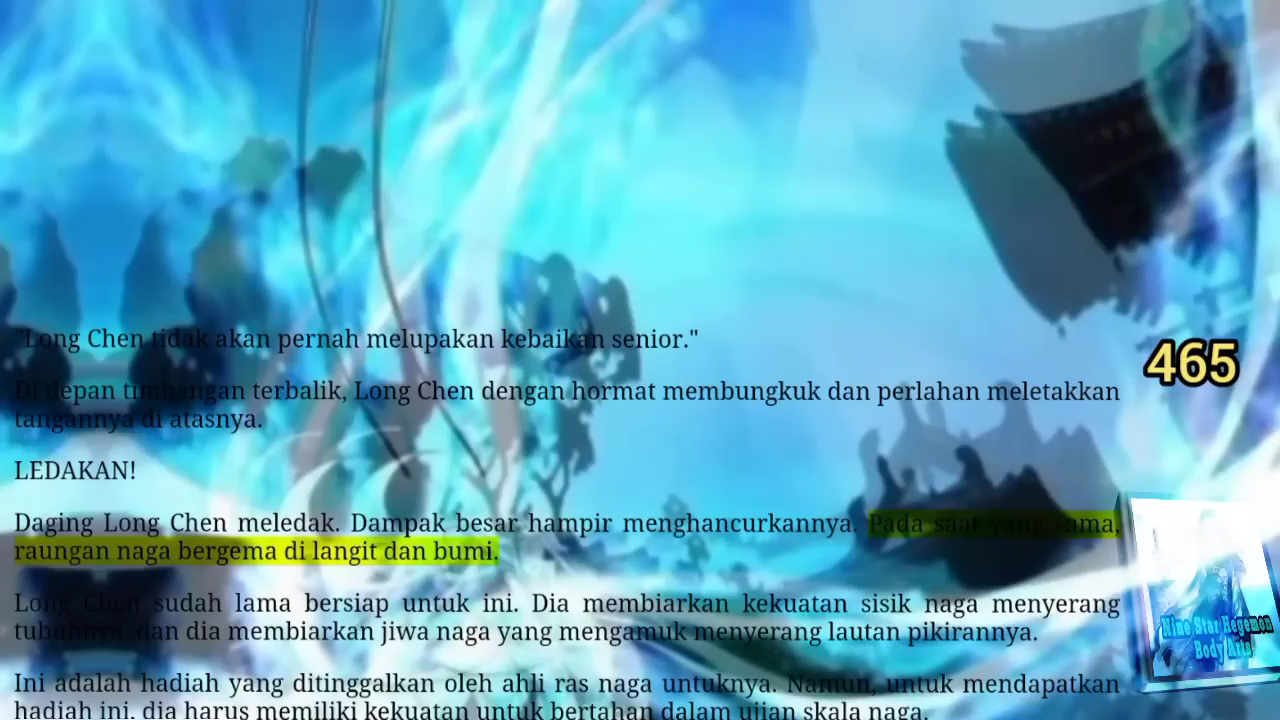 "Long Chen tidak akan pernah melupakan kebaikan senior."
Di depan timbangan terbalik, Long Chen dengan hormat membungkuk dan perlahan meletakkan
tangannya di atasnya.
465
LEDAKAN!
Daging Long Chen meledak. Dampak besar hampir menghancurkannya. Pada saat yang sama,
raungan naga bergema di langit dan bumi.
Long Chen sudah lama bersiap untuk ini. Dia membiarkan kekuatan sisik naga menyerang
tubuhnya, dan dia membiarkan jiwa naga yang mengamuk menyerang lautan pikirannya.
Nine Star Hegemon
Body Arts
Ini adalah hadiah yang ditinggalkan oleh ahli ras naga untuknya. Namun, untuk mendapatkan
hadiah ini, dia harus memiliki kekuatan untuk bertahan dalam ujian skala naga.